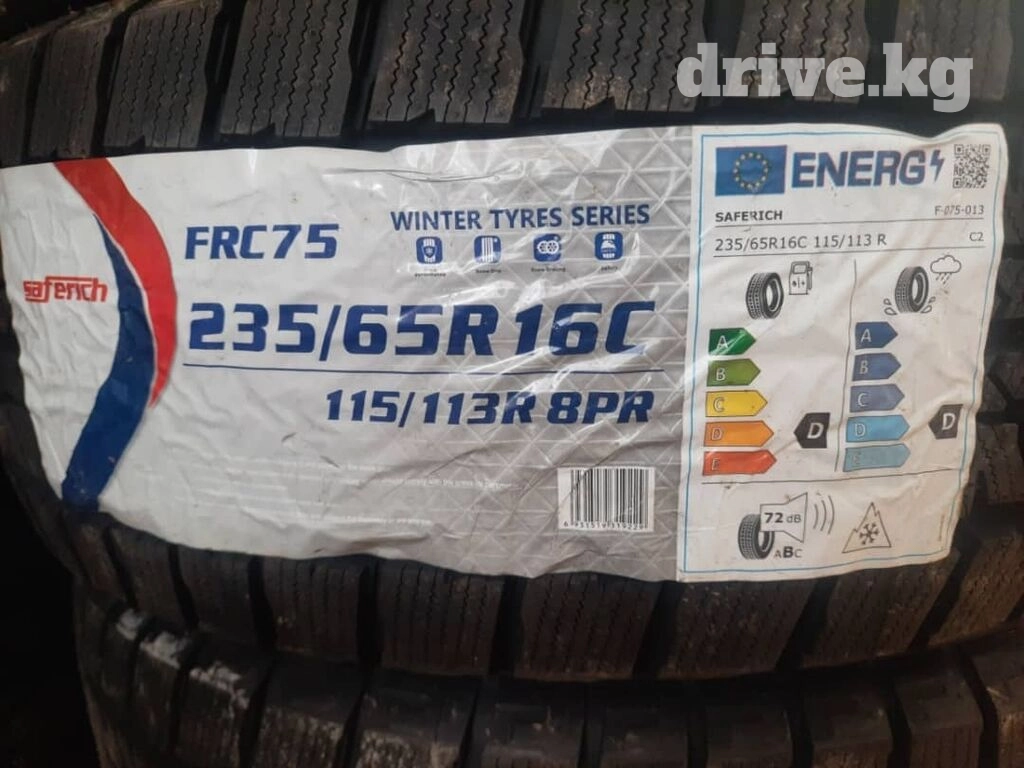 drive.kg
saferich
FRC75
WINTER TYRES SERIES
235/65R16C
115/113R 8PR
6931519319229
ENERG
SAFERICH
F-075-013
235/65R16C 115/113 R
C2
A
B
C
D
E
D
A
B
C
D
E
D
72 dB
ABC